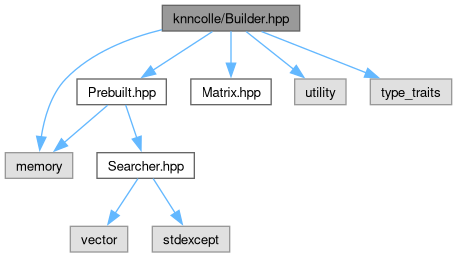 knncolle/Builder.hpp
Prebuilt.hpp
Matrix.hpp
utility
type_traits
memory
Searcher.hpp
vector
stdexcept